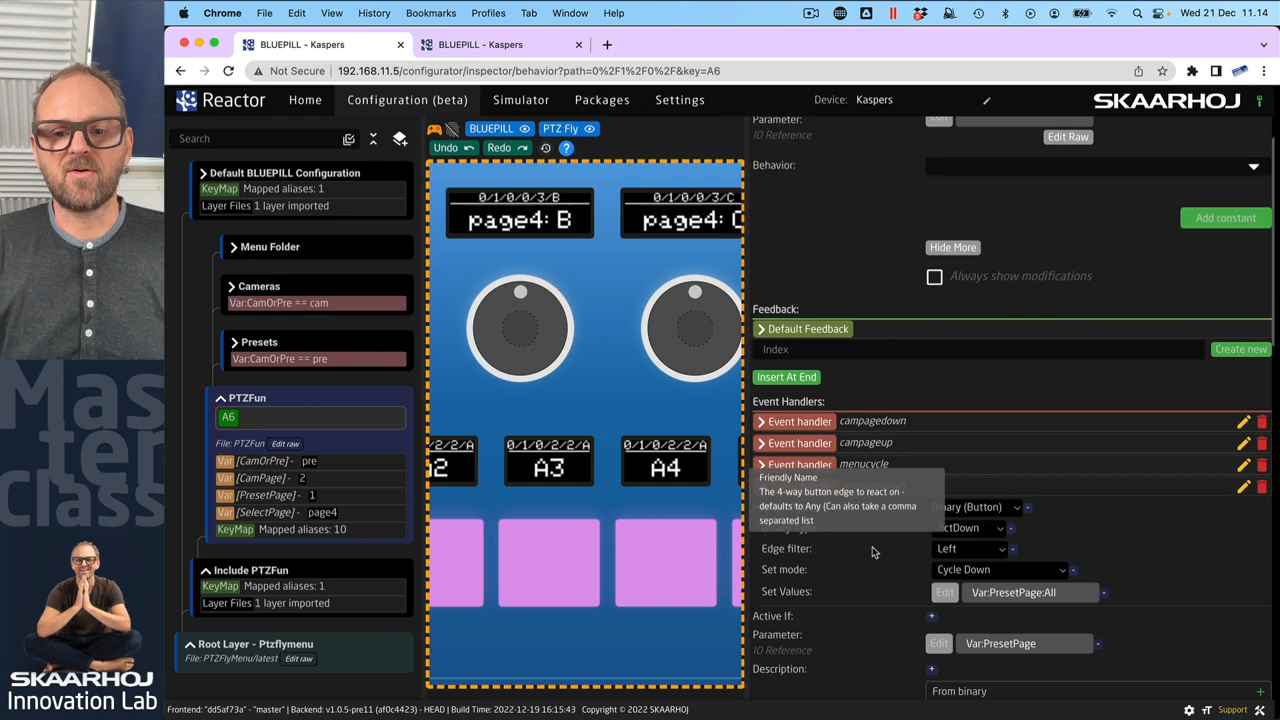 Chrome File Edit View History Bookmarks Profiles Tab Window Help Wed 21 Dec 11.14
BLUEPILL - Kaspers BLUEPILL - Kaspers
Not Secure 192.168.11.5/configurator/inspector/behavior?path=0%2F1%2F0%2F&key=A6
Reactor Home Configuration (beta) Simulator Packages Settings Device: Kaspers SKAARHOJ
Search
BLUEPILL PTZ Fly
Undo Redo
Default BLUEPILL Configuration
KeyMap Mapped aliases: 1
Layer Files 1 layer imported
Menu Folder
Cameras
Var:CamOrPre == cam
Presets
Var:CamOrPre == pre
PTZFun
A6
File: PTZFun Edit raw
Var [CamOrPre] - pre
Var [CamPage] - 2
Var [PresetPage] - 1
Var [SelectPage] - page4
KeyMap Mapped aliases: 10
Include PTZFun
KeyMap Mapped aliases: 1
Layer Files 1 layer imported
Root Layer - Ptzflymenu
File: PTZFlyMenu/latest Edit raw
0/1/0/0/3/B 0/1/0/0/3/C
page4: B page4:
/2/2/A 0/1/0/2/2/A 0/1/0/2/2/A
A3 A4
Parameter: Edit
IO Reference
Edit Raw
Behavior:
Add constant
Hide More
Always show modifications
Feedback:
Default Feedback
Index Create new
Insert At End
Event Handlers:
Event handler campagedown
Event handler campageup
Event handler menucycle
Friendly Name
The 4-way button edge to react on -
defaults to Any (Can also take a comma
separated list
Binary (Button)
ctDown
Edge filter: Left
Set mode: Cycle Down
Set Values: Edit Var:PresetPage:All
Active If:
Parameter: Edit Var:PresetPage
IO Reference
Description:
From binary
Master
Class
SKAARHOJ
Innovation Lab
Frontend: "dd5af73a" - "master" | Backend: v1.0.5-pre11 (af0c4423) - HEAD | Build Time: 2022-12-19 16:15:43 Copyright © 2022 SKAARHOJ Support